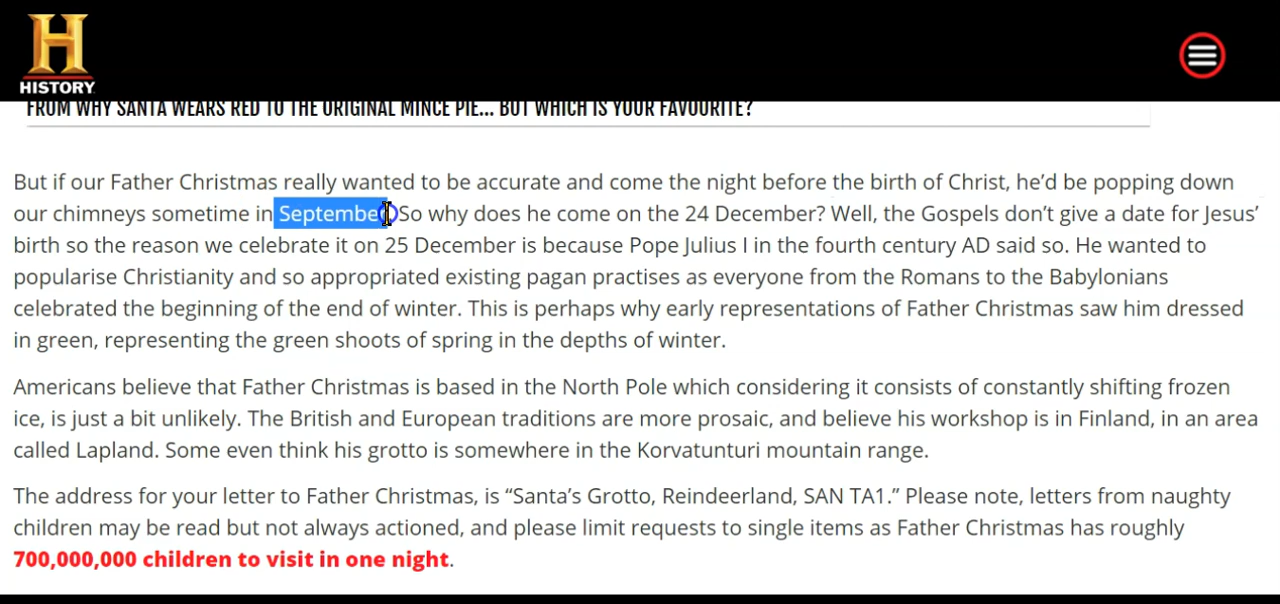 HISTORY
FROM WHY SANTA WEARS RED TO THE ORIGINAL MINCE PIE... BUT WHICH IS YOUR FAVOURITE?
But if our Father Christmas really wanted to be accurate and come the night before the birth of Christ, he’d be popping down
our chimneys sometime in September. So why does he come on the 24 December? Well, the Gospels don’t give a date for Jesus’
birth so the reason we celebrate it on 25 December is because Pope Julius I in the fourth century AD said so. He wanted to
popularise Christianity and so appropriated existing pagan practises as everyone from the Romans to the Babylonians
celebrated the beginning of the end of winter. This is perhaps why early representations of Father Christmas saw him dressed
in green, representing the green shoots of spring in the depths of winter.
Americans believe that Father Christmas is based in the North Pole which considering it consists of constantly shifting frozen
ice, is just a bit unlikely. The British and European traditions are more prosaic, and believe his workshop is in Finland, in an area
called Lapland. Some even think his grotto is somewhere in the Korvatunturi mountain range.
The address for your letter to Father Christmas, is “Santa’s Grotto, Reindeerland, SAN TA1.” Please note, letters from naughty
children may be read but not always actioned, and please limit requests to single items as Father Christmas has roughly
700,000,000 children to visit in one night.